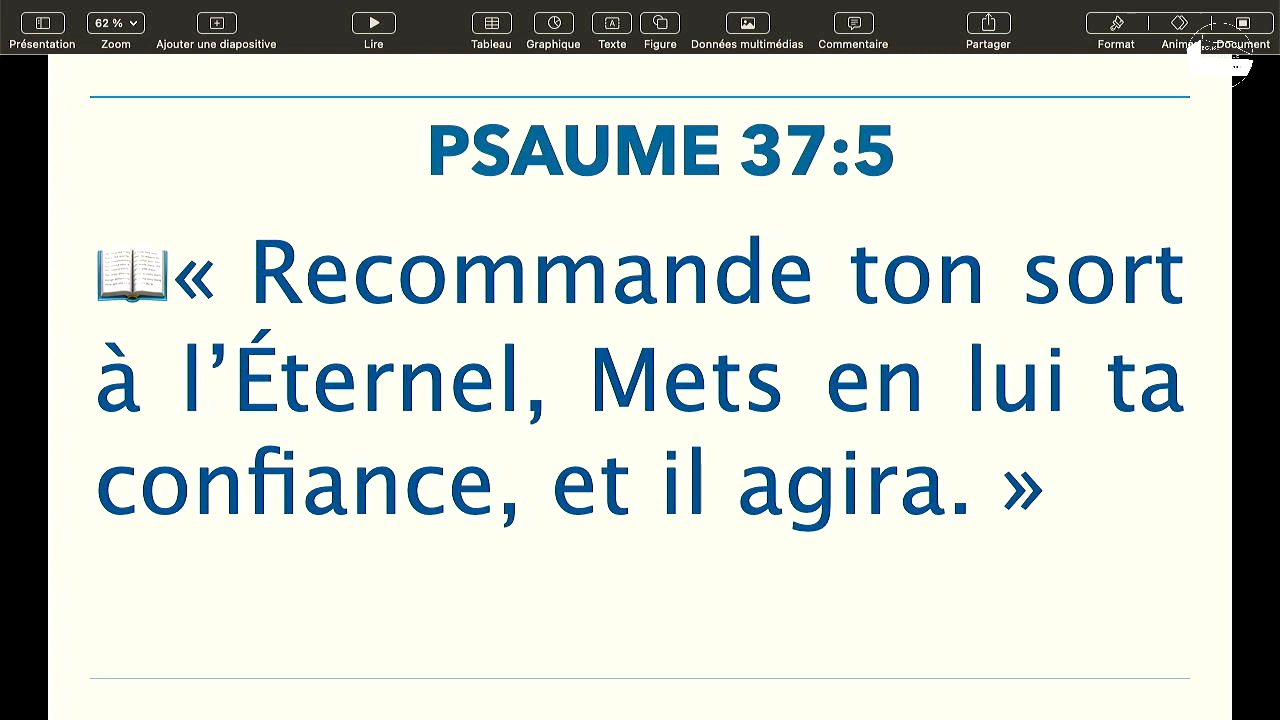 Présentation
62 %
Zoom
Ajouter une diapositive
Lire
Tableau
Graphique
Texte
Figure
Données multimédias
Commentaire
Partager
Format
Document
PSAUME 37:5
📖« Recommande ton sort
à l’Éternel, Mets en lui ta
confiance, et il agira. »